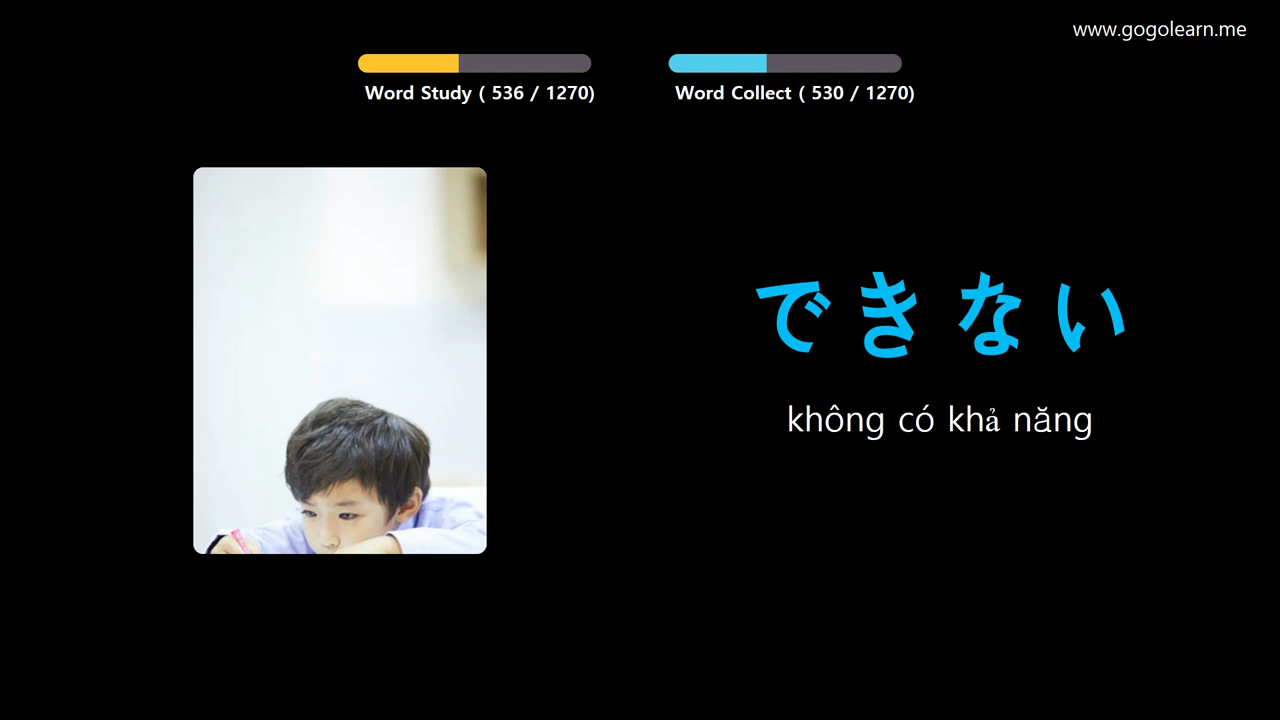 www.gogolearn.me
Word Study ( 536 / 1270)
Word Collect ( 530 / 1270)
できない
không có khả năng